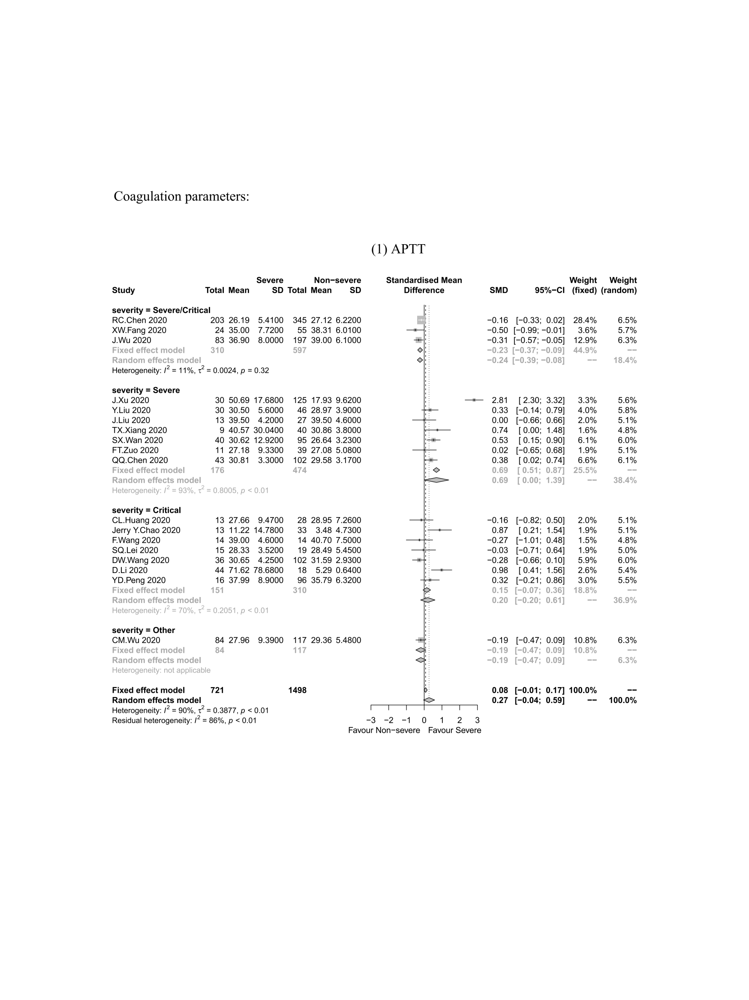 Coagulation parameters:
(1) APTT
Severe Non−severe Standardised Mean Weight Weight
Study Total Mean SD Total Mean SD Difference SMD 95%−CI (fixed) (random)
severity = Severe/Critical
RC.Chen 2020 203 26.19 5.4100 345 27.12 6.2200 −0.16 [−0.33; 0.02] 28.4% 6.5%
XW.Fang 2020 24 35.00 7.7200 55 38.31 6.0100 −0.50 [−0.99; −0.01] 3.6% 5.7%
J.Wu 2020 83 36.90 8.0000 197 39.00 6.1000 −0.31 [−0.57; −0.05] 12.9% 6.3%
Fixed effect model 310 597 −0.23 [−0.37; −0.09] 44.9% −−
Random effects model −0.24 [−0.39; −0.08] −− 18.4%
Heterogeneity: I² = 11%, τ² = 0.0024, p = 0.32
severity = Severe
J.Xu 2020 30 50.69 17.6800 125 17.93 9.6200 2.81 [ 2.30; 3.32] 3.3% 5.6%
Y.Liu 2020 30 30.50 5.6000 46 28.97 3.9000 0.33 [−0.14; 0.79] 4.0% 5.8%
J.Liu 2020 13 39.50 4.2000 27 39.50 4.6000 0.00 [−0.66; 0.66] 2.0% 5.1%
TX.Xiang 2020 9 40.57 30.0400 40 30.86 3.8000 0.74 [ 0.00; 1.48] 1.6% 4.8%
SX.Wan 2020 40 30.62 12.9200 95 26.64 3.2300 0.53 [ 0.15; 0.90] 6.1% 6.0%
FT.Zuo 2020 11 27.18 9.3300 39 27.08 5.0800 0.02 [−0.65; 0.68] 1.9% 5.1%
QQ.Chen 2020 43 30.81 3.3000 102 29.58 3.1700 0.38 [ 0.02; 0.74] 6.6% 6.1%
Fixed effect model 176 474 0.69 [ 0.51; 0.87] 25.5% −−
Random effects model 0.69 [ 0.00; 1.39] −− 38.4%
Heterogeneity: I² = 93%, τ² = 0.8005, p < 0.01
severity = Critical
CL.Huang 2020 13 27.66 9.4700 28 28.95 7.2600 −0.16 [−0.82; 0.50] 2.0% 5.1%
Jerry Y.Chao 2020 13 11.22 14.7800 33 3.48 4.7300 0.87 [ 0.21; 1.54] 1.9% 5.1%
F.Wang 2020 14 39.00 4.6000 14 40.70 7.5000 −0.27 [−1.01; 0.48] 1.5% 4.8%
SQ.Lei 2020 15 28.33 3.5200 19 28.49 5.4500 −0.03 [−0.71; 0.64] 1.9% 5.0%
DW.Wang 2020 36 30.65 4.2500 102 31.59 2.9300 −0.28 [−0.66; 0.10] 5.9% 6.0%
D.Li 2020 44 71.62 78.6800 18 5.29 0.6400 0.98 [ 0.41; 1.56] 2.6% 5.4%
YD.Peng 2020 16 37.99 8.9000 96 35.79 6.3200 0.32 [−0.21; 0.86] 3.0% 5.5%
Fixed effect model 151 310 0.15 [−0.07; 0.36] 18.8% −−
Random effects model 0.20 [−0.20; 0.61] −− 36.9%
Heterogeneity: I² = 70%, τ² = 0.2051, p < 0.01
severity = Other
CM.Wu 2020 84 27.96 9.3900 117 29.36 5.4800 −0.19 [−0.47; 0.09] 10.8% 6.3%
Fixed effect model 84 117 −0.19 [−0.47; 0.09] 10.8% −−
Random effects model −0.19 [−0.47; 0.09] −− 6.3%
Heterogeneity: not applicable
Fixed effect model 721 1498 0.08 [−0.01; 0.17] 100.0% −−
Random effects model 0.27 [−0.04; 0.59] −− 100.0%
Heterogeneity: I² = 90%, τ² = 0.3877, p < 0.01
Residual heterogeneity: I² = 86%, p < 0.01
−3 −2 −1 0 1 2 3
Favour Non−severe Favour Severe